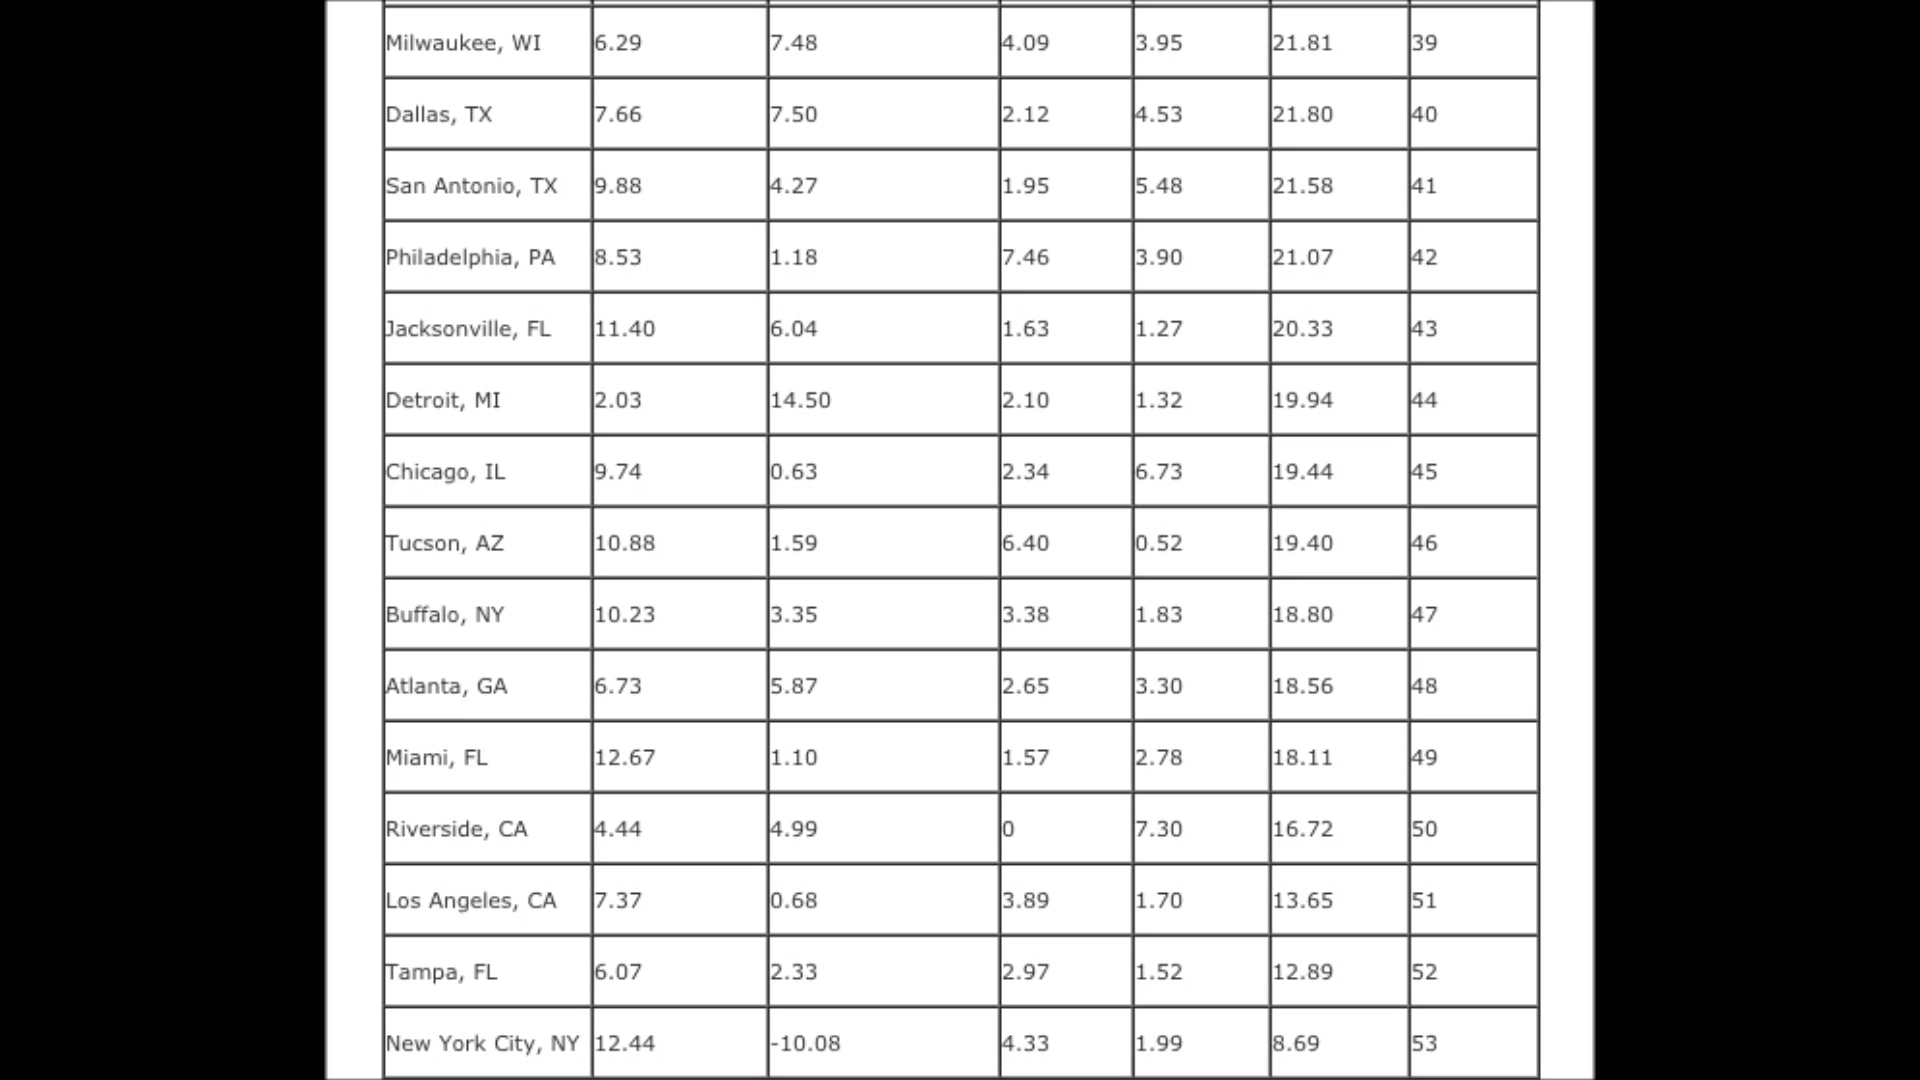 Milwaukee, WI 6.29 7.48 4.09 3.95 21.81 39
Dallas, TX 7.66 7.50 2.12 4.53 21.80 40
San Antonio, TX 9.88 4.27 1.95 5.48 21.58 41
Philadelphia, PA 8.53 1.18 7.46 3.90 21.07 42
Jacksonville, FL 11.40 6.04 1.63 1.27 20.33 43
Detroit, MI 2.03 14.50 2.10 1.32 19.94 44
Chicago, IL 9.74 0.63 2.34 6.73 19.44 45
Tucson, AZ 10.88 1.59 6.40 0.52 19.40 46
Buffalo, NY 10.23 3.35 3.38 1.83 18.80 47
Atlanta, GA 6.73 5.87 2.65 3.30 18.56 48
Miami, FL 12.67 1.10 1.57 2.78 18.11 49
Riverside, CA 4.44 4.99 0 7.30 16.72 50
Los Angeles, CA 7.37 0.68 3.89 1.70 13.65 51
Tampa, FL 6.07 2.33 2.97 1.52 12.89 52
New York City, NY 12.44 -10.08 4.33 1.99 8.69 53